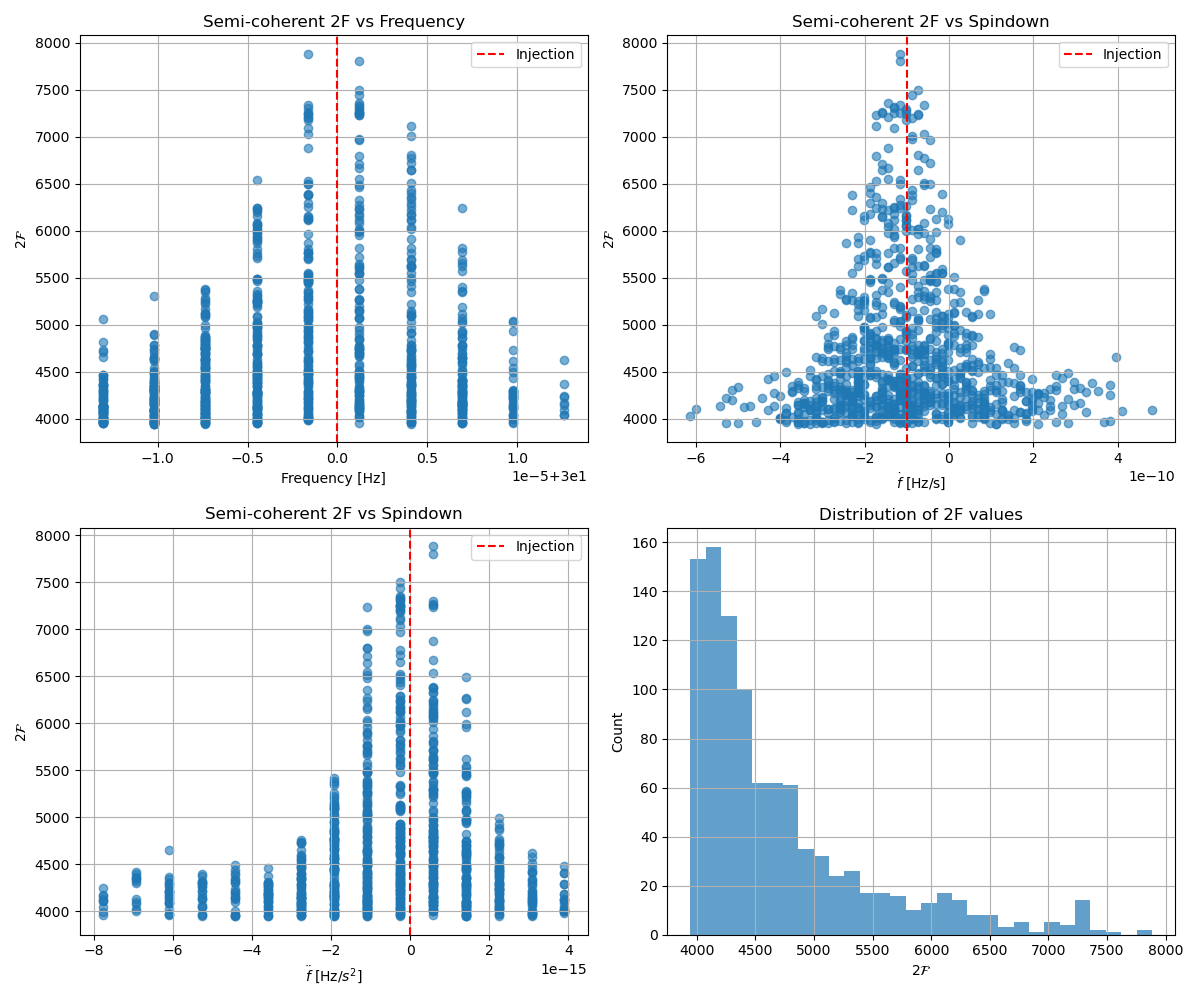 Semi-coherent 2F vs Frequency
8000
7500
7000
6500
6000
5500
5000
4500
4000
2ℱ
Injection
−1.0 −0.5 0.0 0.5 1.0
Frequency [Hz]
1e−5+3e1
Semi-coherent 2F vs Spindown
8000
7500
7000
6500
6000
5500
5000
4500
4000
2ℱ
Injection
−6 −4 −2 0 2 4
ḟ [Hz/s]
1e−10
Semi-coherent 2F vs Spindown
8000
7500
7000
6500
6000
5500
5000
4500
4000
2ℱ
Injection
−8 −6 −4 −2 0 2 4
f̈ [Hz/s²]
1e−15
Distribution of 2F values
160
140
120
100
80
60
40
20
0
Count
4000 4500 5000 5500 6000 6500 7000 7500 8000
2ℱ